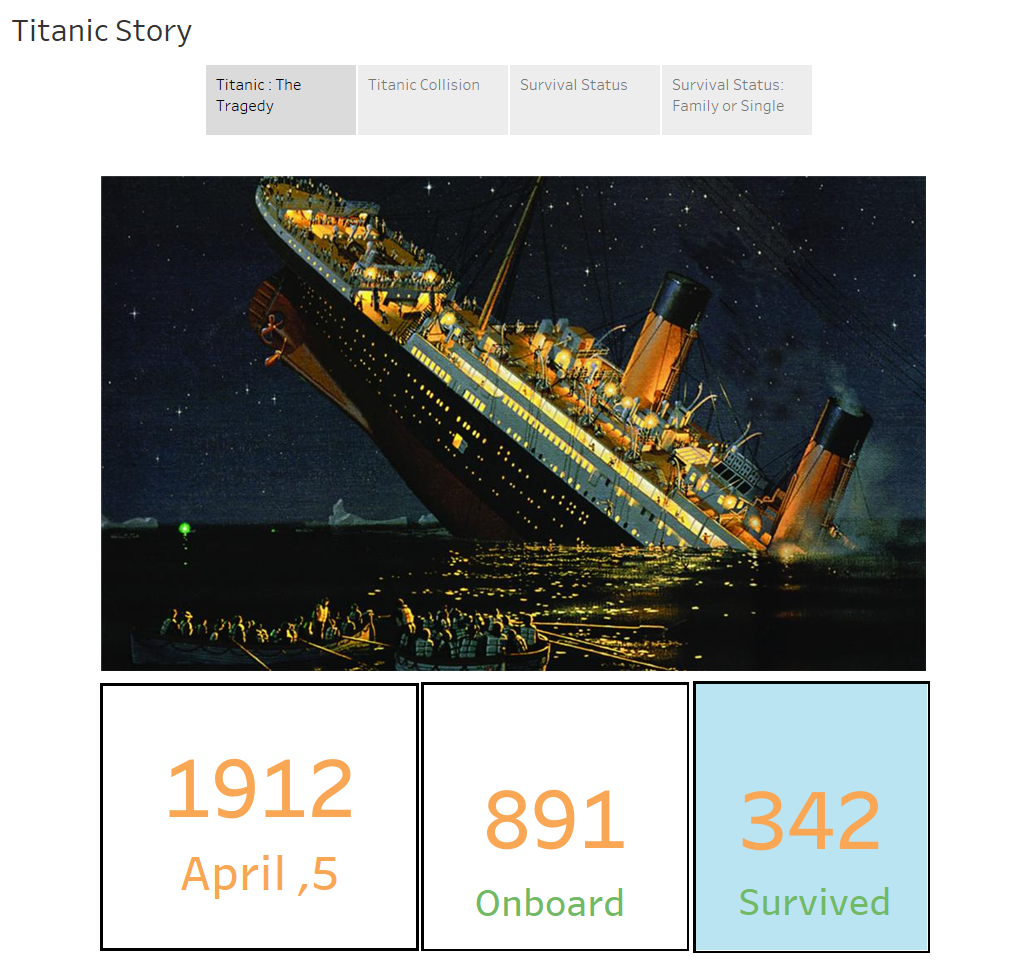 Titanic Story
Titanic : The
Tragedy
Titanic Collision
Survival Status
Survival Status:
Family or Single
1912
April ,5
891
Onboard
342
Survived